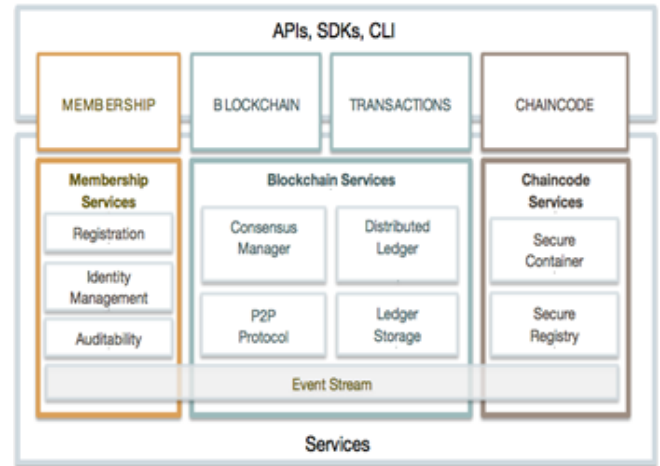 APIs, SDKs, CLI
MEMBERSHIP
BLOCKCHAIN
TRANSACTIONS
CHAINCODE
Membership
Services
Registration
Identity
Management
Auditability
Blockchain Services
Consensus
Manager
Distributed
Ledger
P2P
Protocol
Ledger
Storage
Chaincode
Services
Secure
Container
Secure
Registry
Event Stream
Services